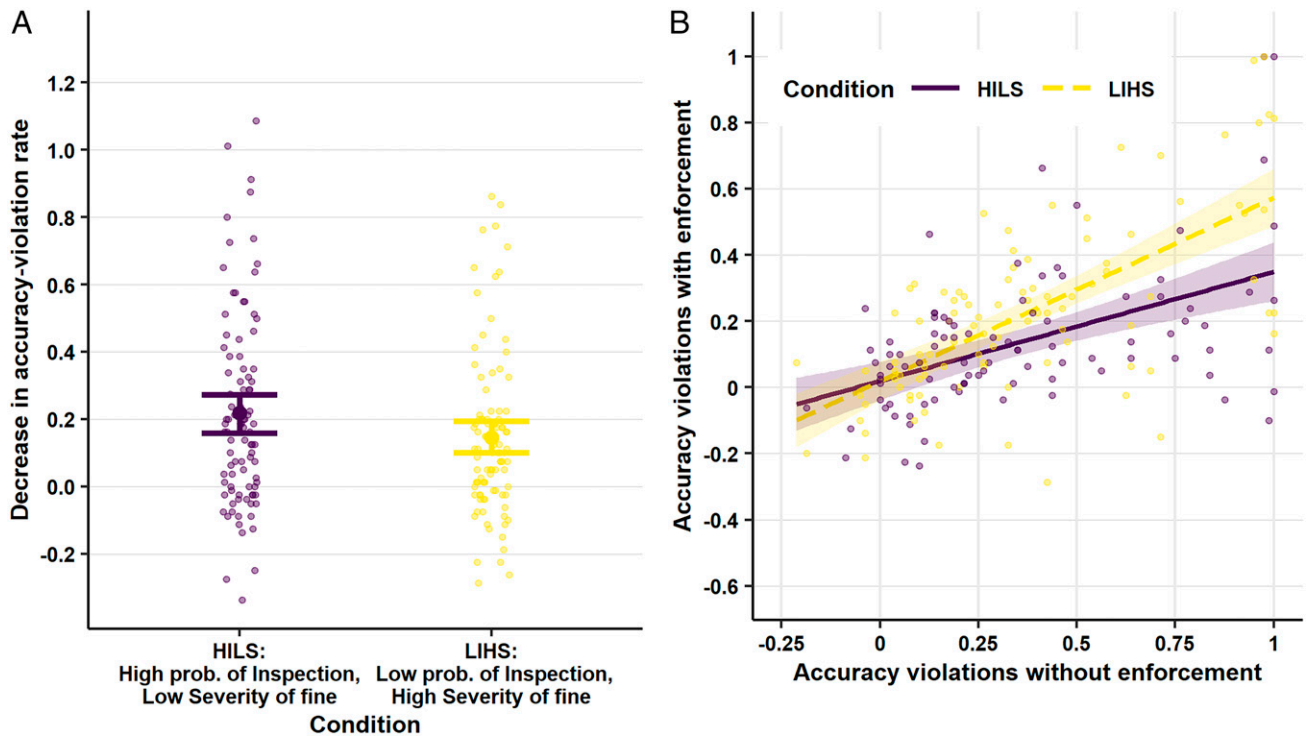 A
Decrease in accuracy-violation rate
1.2
1.0
0.8
0.6
0.4
0.2
0.0
-0.2
HILS:
High prob. of Inspection,
Low Severity of fine
LIHS:
Low prob. of Inspection,
High Severity of fine
Condition
B
Accuracy violations with enforcement
1
0.8
0.6
0.4
0.2
0
-0.2
-0.4
-0.6
Condition HILS LIHS
-0.25 0 0.25 0.5 0.75 1
Accuracy violations without enforcement